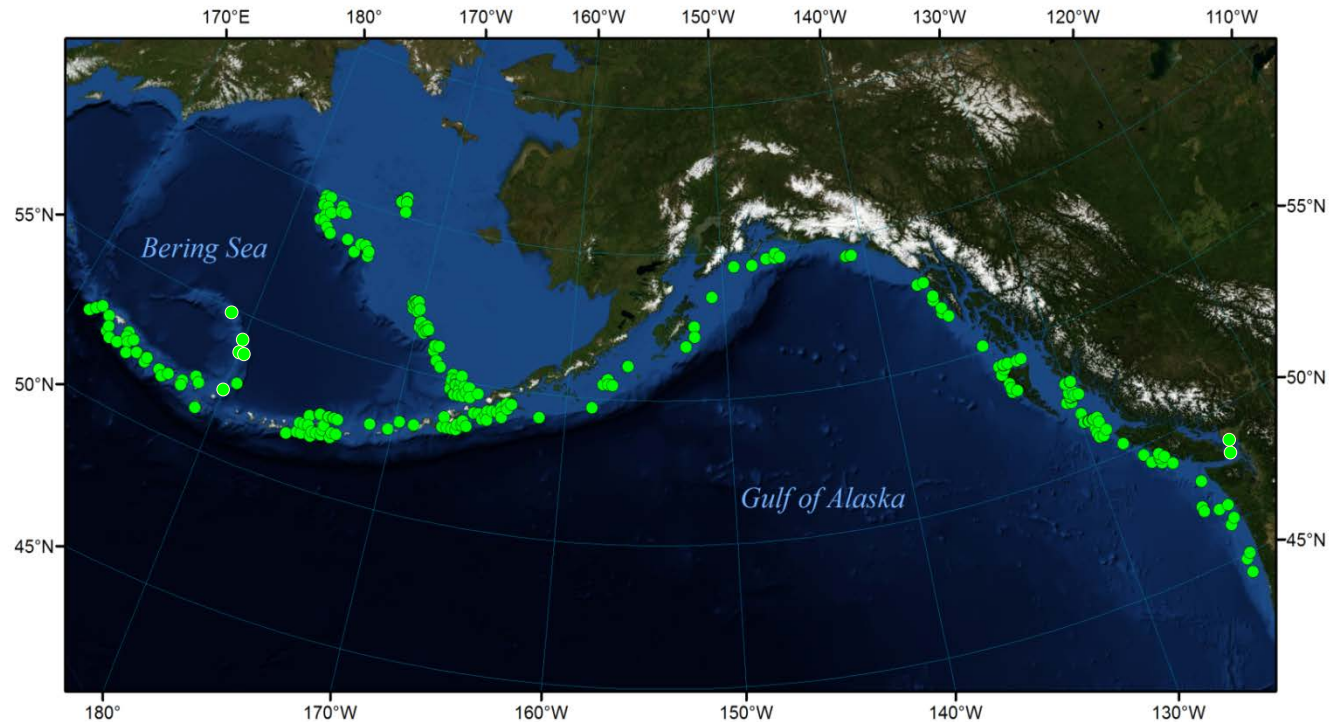 170°E 180° 170°W 160°W 150°W 140°W 130°W 120°W 110°W
55°N 55°N
Bering Sea
50°N 50°N
Gulf of Alaska
45°N 45°N
180° 170°W 160°W 150°W 140°W 130°W